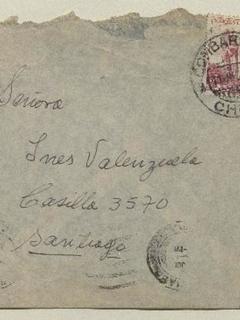 Señora
Ines Valenzuela
Casilla 3570
Santiago